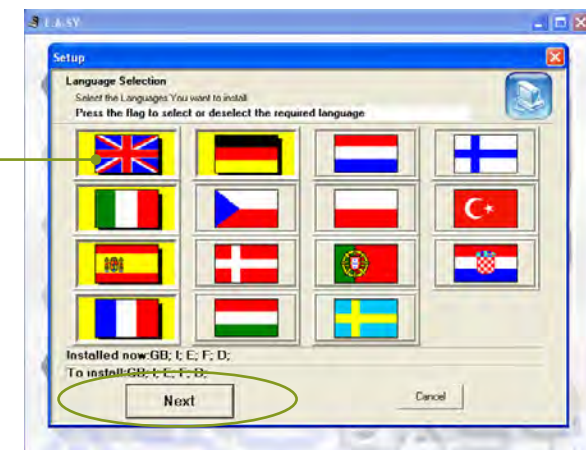 E.A.SY
Setup
Language Selection
Select the Languages You want to install
Press the flag to select or deselect the required language
Installed now:GB; I; E; F; D;
To install:GB; I; E; F; D;
Next
Cancel